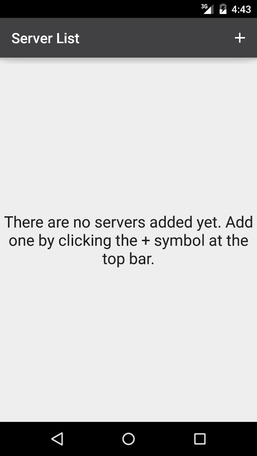 3G 4:43
Server List +
There are no servers added yet. Add
one by clicking the + symbol at the
top bar.